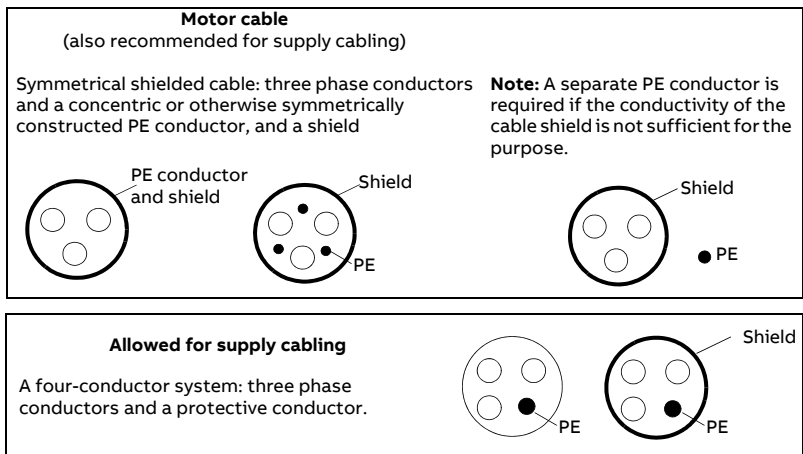 Motor cable
(also recommended for supply cabling)
Symmetrical shielded cable: three phase conductors
and a concentric or otherwise symmetrically
constructed PE conductor, and a shield
Note: A separate PE conductor is
required if the conductivity of the
cable shield is not sufficient for the
purpose.
PE conductor
and shield
Shield
PE
Shield
PE
Allowed for supply cabling
A four-conductor system: three phase
conductors and a protective conductor.
PE
Shield
PE